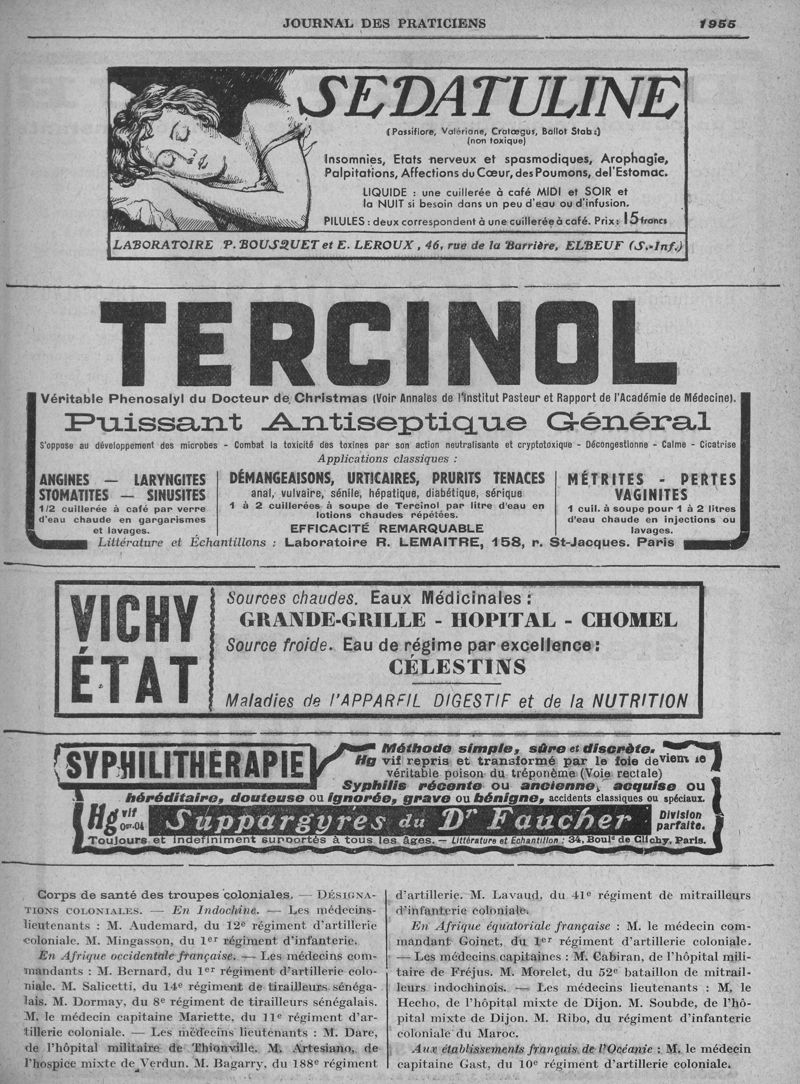 JOURNAL DES PRATICIENS 1955
SEDATULINE
(Passiflore, Valériane, Cratœgus, Ballot Stab:)
(non toxique)
Insomnies, Etats nerveux et spasmodiques, Arophagie,
Palpitations, Affections du Cœur, des Poumons, de l'Estomac.
LIQUIDE : une cuillerée à café MIDI et SOIR et
la NUIT si besoin dans un peu d'eau ou d'infusion.
PILULES : deux correspondent à une cuillerée à café. Prix: 15 francs
LABORATOIRE P. BOUSQUET et E. LEROUX, 46, rue de la Barrière, ELBEUF (S.-Inf.)
TERCINOL
Véritable Phenosalyl du Docteur de Christmas (Voir Annales de l'Institut Pasteur et Rapport de l'Académie de Médecine).
Puissant Antiseptique Général
S'oppose au développement des microbes - Combat la toxicité des toxines par son action neutralisante et cryptotoxique - Décongestionne - Calme - Cicatrise
Applications classiques :
ANGINES — LARYNGITES
STOMATITES — SINUSITES
1/2 cuillerée à café par verre
d'eau chaude en gargarismes
et lavages.
DÉMANGEAISONS, URTICAIRES, PRURITS TENACES
anal, vulvaire, sénile, hépatique, diabétique, sérique
1 à 2 cuillerées à soupe de Tercinol par litre d'eau en
lotions chaudes répétées.
EFFICACITÉ REMARQUABLE
MÉTRITES - PERTES
VAGINITES
1 cuil. à soupe pour 1 à 2 litres
d'eau chaude en injections ou
lavages.
Littérature et Échantillons : Laboratoire R. LEMAITRE, 158, r. St-Jacques. Paris
VICHY
ÉTAT
Sources chaudes. Eaux Médicinales :
GRANDE-GRILLE - HOPITAL - CHOMEL
Source froide. Eau de régime par excellence :
CÉLESTINS
Maladies de l'APPARFIL DIGESTIF et de la NUTRITION
SYPHILITHÉRAPIE
Méthode simple, sûre et discrète.
Hg vif repris et transformé par le foie devient le
véritable poison du tréponème (Voie rectale)
Syphilis récente ou ancienne, acquise ou
héréditaire, douteuse ou ignorée, grave ou bénigne, accidents classiques ou spéciaux.
Hg vif 0gr.04 Suppargyres du Dr Faucher Division parfaite.
Toujours et indéfiniment supportés à tous les âges. — Littérature et Échantillon : 34, Bould de Clichy, Paris.
Corps de santé des troupes coloniales. — DÉSIGNA-
TIONS COLONIALES. — En Indochine. — Les médecins-
lieutenants : M. Audemard, du 12e régiment d'artillerie
coloniale. M. Mingasson, du 1er régiment d'infanterie.
En Afrique occidentale française. — Les médecins com-
mandants : M. Bernard, du 1er régiment d'artillerie colo-
niale. M. Salicetti, du 14e régiment de tirailleurs sénéga-
lais. M. Dormay, du 8e régiment de tirailleurs sénégalais.
M. le médecin capitaine Mariette, du 11e régiment d'ar-
tillerie coloniale. — Les médecins lieutenants : M. Dare,
de l'hôpital militaire de Thionville. M. Artesiano, de
l'hospice mixte de Verdun. M. Bagarry, du 188e régiment
d'artillerie. M. Lavaud, du 41e régiment de mitrailleurs
d'infanterie coloniale.
En Afrique équatoriale française : M. le médecin com-
mandant Goinet, du 1er régiment d'artillerie coloniale.
— Les médecins capitaines : M. Cabiran, de l'hôpital mili-
taire de Fréjus. M. Morelet, du 52e bataillon de mitrail-
leurs indochinois. — Les médecins lieutenants : M. le
Hecho, de l'hôpital mixte de Dijon. M. Soubde, de l'hô-
pital mixte de Dijon. M. Ribo, du régiment d'infanterie
coloniale du Maroc.
Aux établissements français de l'Océanie : M. le médecin
capitaine Gast, du 10e régiment d'artillerie coloniale.